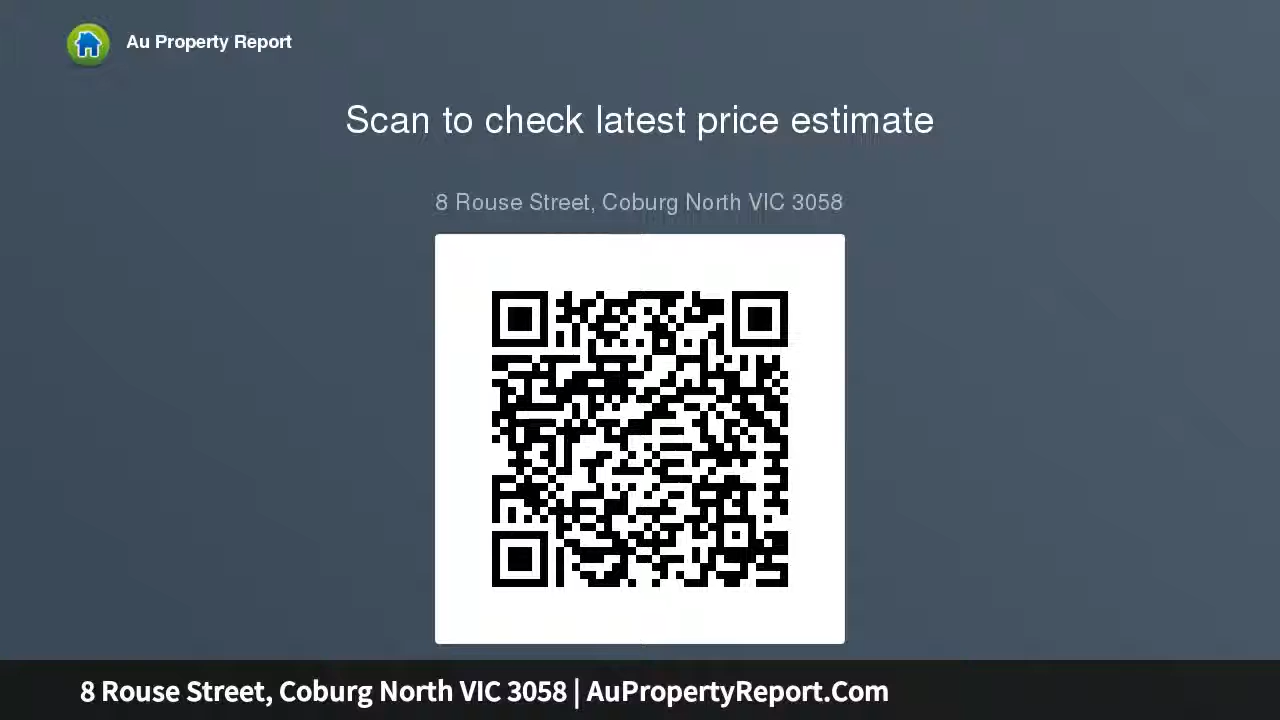 Au Property Report
Scan to check latest price estimate
8 Rouse Street, Coburg North VIC 3058
8 Rouse Street, Coburg North VIC 3058 | AuPropertyReport.Com